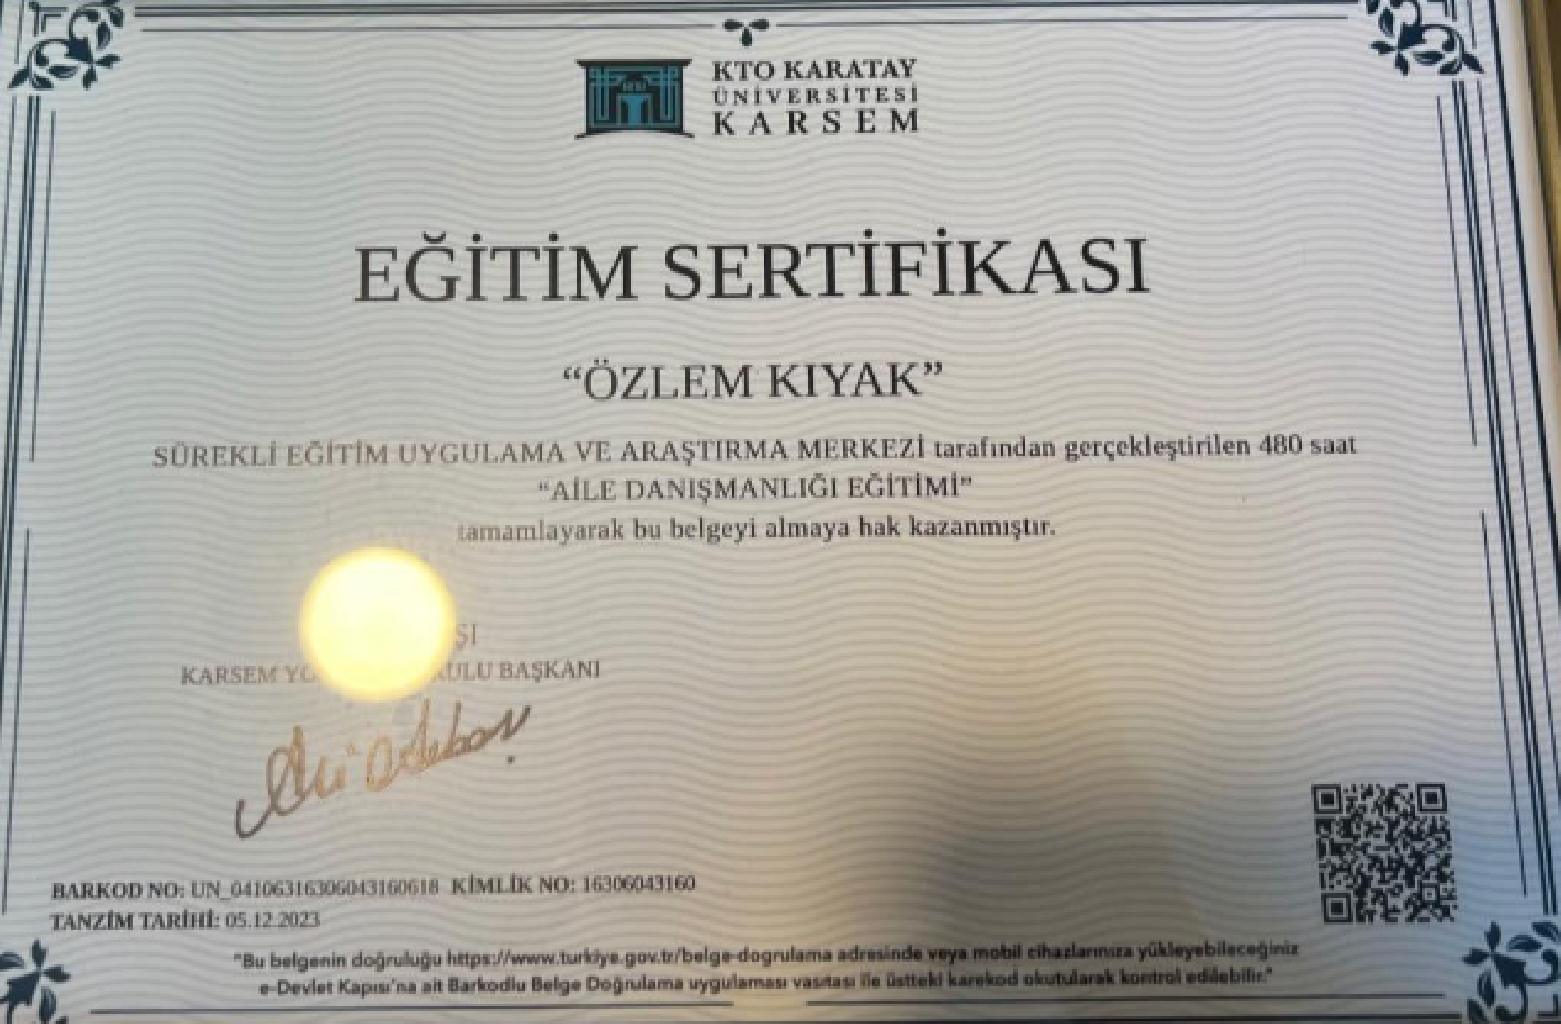 KTO KARATAY
ÜNİVERSİTESİ
KARSEM
EĞİTİM SERTİFİKASI
“ÖZLEM KIYAK”
SÜREKLİ EĞİTİM UYGULAMA VE ARAŞTIRMA MERKEZİ tarafından gerçekleştirilen 480 saat
“AİLE DANIŞMANLIĞI EĞİTİMİ”
tamamlayarak bu belgeyi almaya hak kazanmıştır.
KARSEM BAŞKANI
BARKOD NO: UN_04106316306043160618 KİMLİK NO: 16306043160
TANZİM TARİHİ: 05.12.2023
"Bu belgenin doğruluğu https://www.turkiye.gov.tr/belge-dogrulama adresinde veya mobil cihazlarınıza yükleyebileceğiniz
e-Devlet Kapısı'na ait Barkodlu Belge Doğrulama uygulaması vasıtası ile üstteki karekod okutularak kontrol edilebilir."